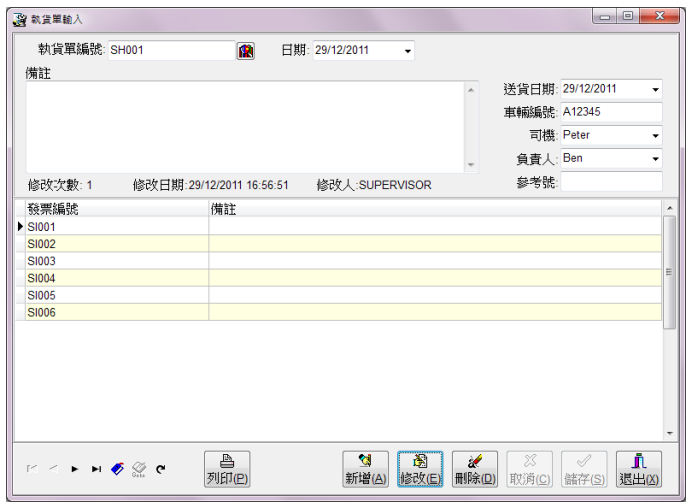 執貨單輸入
執貨單編號: SH001 日期: 29/12/2011
備註
送貨日期: 29/12/2011
車輛編號: A12345
司機: Peter
負責人: Ben
參考號:
修改次數: 1 修改日期:29/12/2011 16:56:51 修改人:SUPERVISOR
發票編號 備註
SI001
SI002
SI003
SI004
SI005
SI006
列印(P) 新增(A) 修改(E) 刪除(D) 取消(C) 儲存(S) 退出(X)